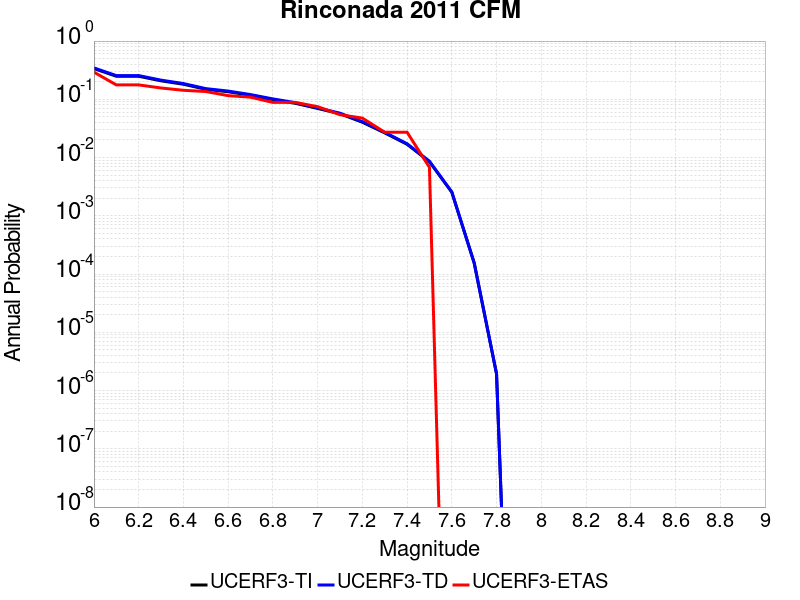 Rinconada 2011 CFM
10^0
10^-1
10^-2
10^-3
10^-4
10^-5
10^-6
10^-7
10^-8
Annual Probability
6 6.2 6.4 6.6 6.8 7 7.2 7.4 7.6 7.8 8 8.2 8.4 8.6 8.8 9
Magnitude
UCERF3-TI UCERF3-TD UCERF3-ETAS